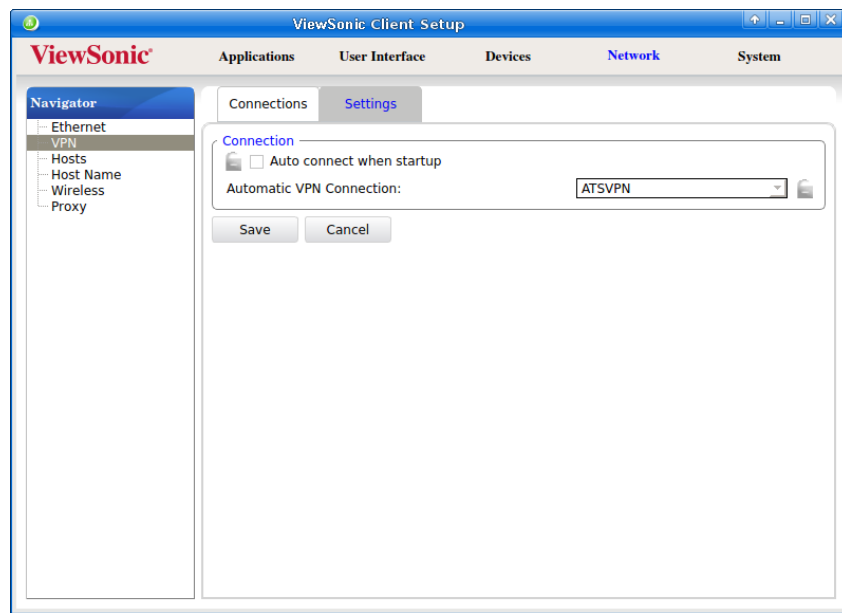 ViewSonic Client Setup
ViewSonic®
Applications
User Interface
Devices
Network
System
Navigator
Ethernet
VPN
Hosts
Host Name
Wireless
Proxy
Connections
Settings
Connection
Auto connect when startup
Automatic VPN Connection:
ATSVPN
Save
Cancel